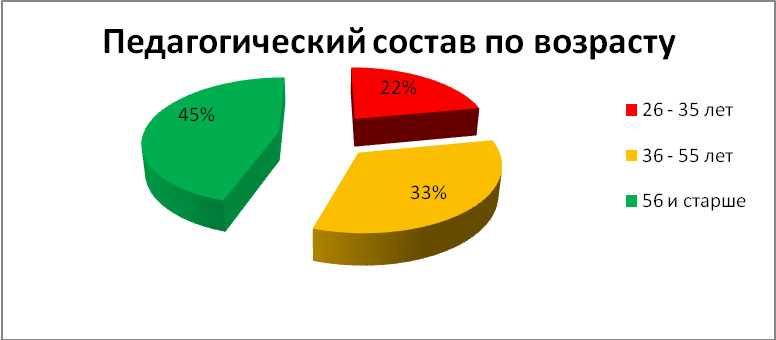 Педагогический состав по возрасту
22%
45%
33%
26 - 35 лет
36 - 55 лет
56 и старше